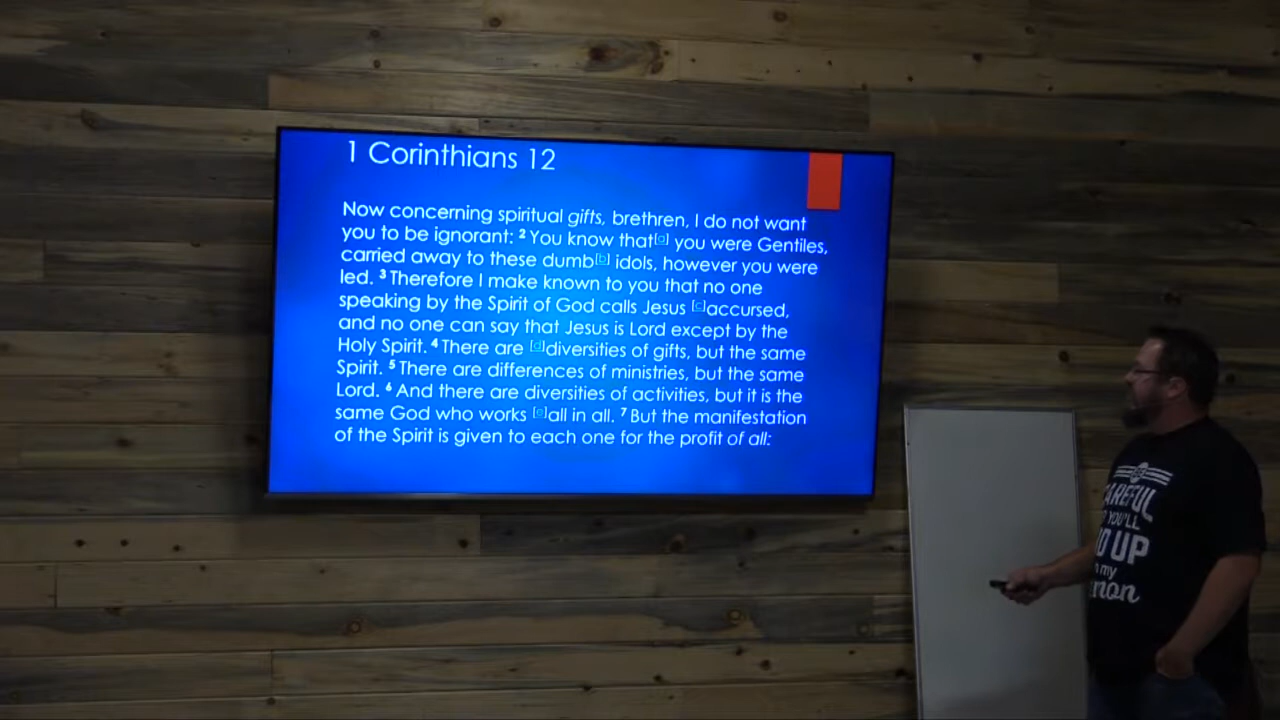 1 Corinthians 12
Now concerning spiritual gifts, brethren, I do not want
you to be ignorant: 2 You know that[a] you were Gentiles,
carried away to these dumb[b] idols, however you were
led. 3 Therefore I make known to you that no one
speaking by the Spirit of God calls Jesus [c]accursed,
and no one can say that Jesus is Lord except by the
Holy Spirit. 4 There are [d]diversities of gifts, but the same
Spirit. 5 There are differences of ministries, but the same
Lord. 6 And there are diversities of activities, but it is the
same God who works [e]all in all. 7 But the manifestation
of the Spirit is given to each one for the profit of all:
AREFUL
YOU'LL
UP
my
mon